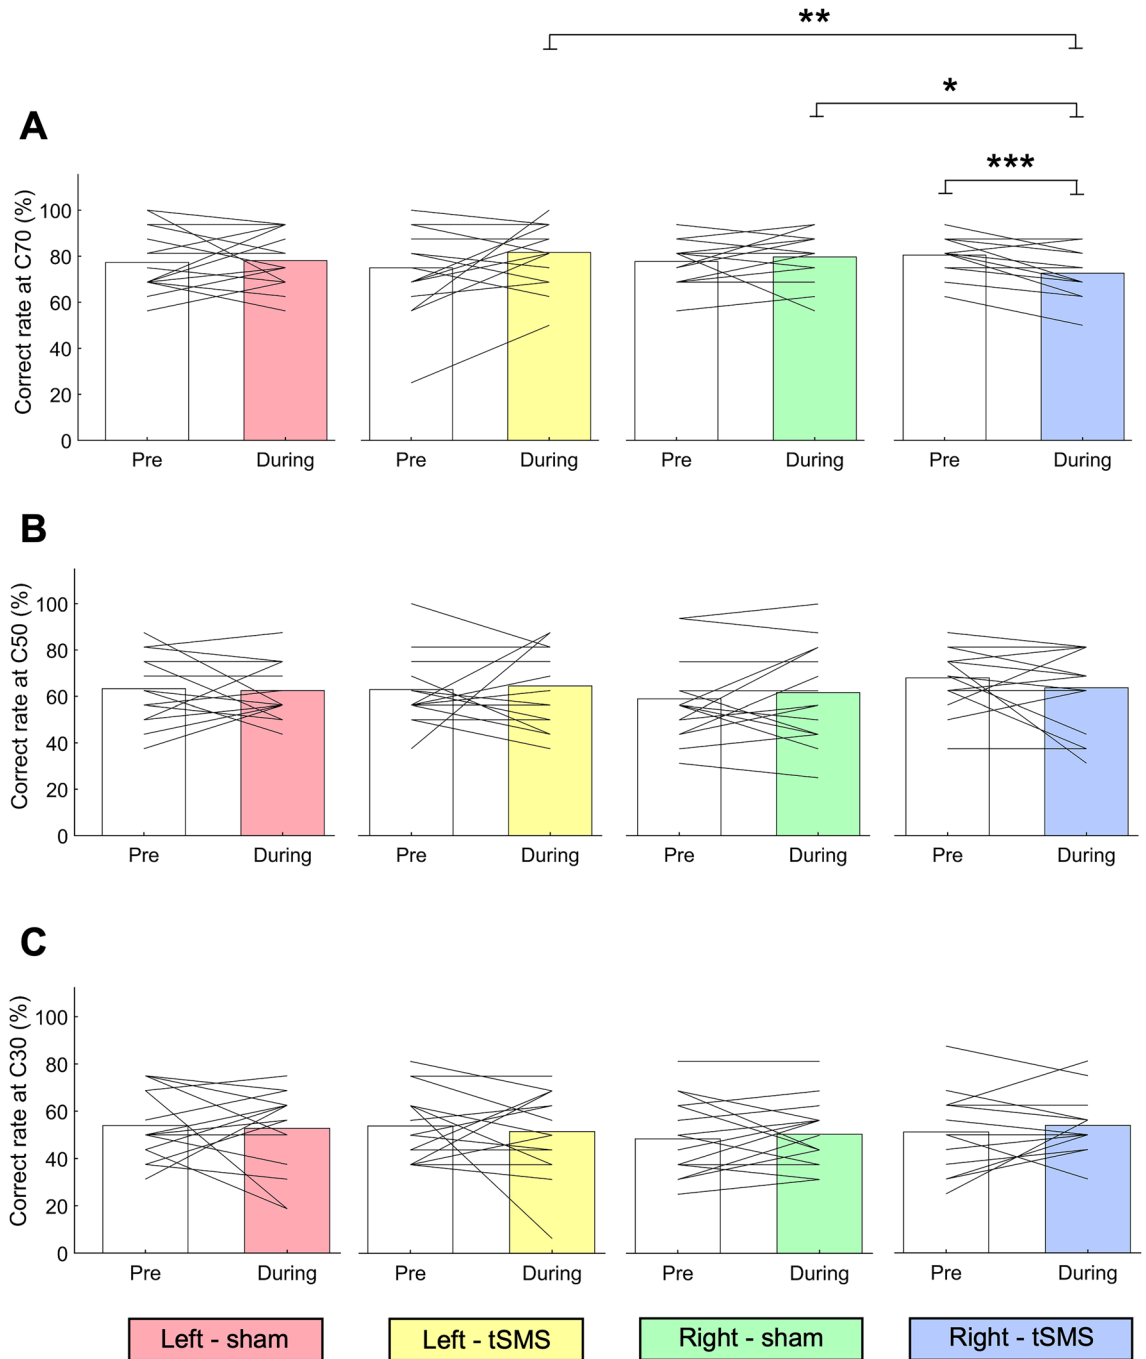 **
*
A
***
Correct rate at C70 (%)
100
80
60
40
20
0
Pre During Pre During Pre During Pre During
B
Correct rate at C50 (%)
100
80
60
40
20
0
Pre During Pre During Pre During Pre During
C
Correct rate at C30 (%)
100
80
60
40
20
0
Pre During Pre During Pre During Pre During
Left - sham Left - tSMS Right - sham Right - tSMS